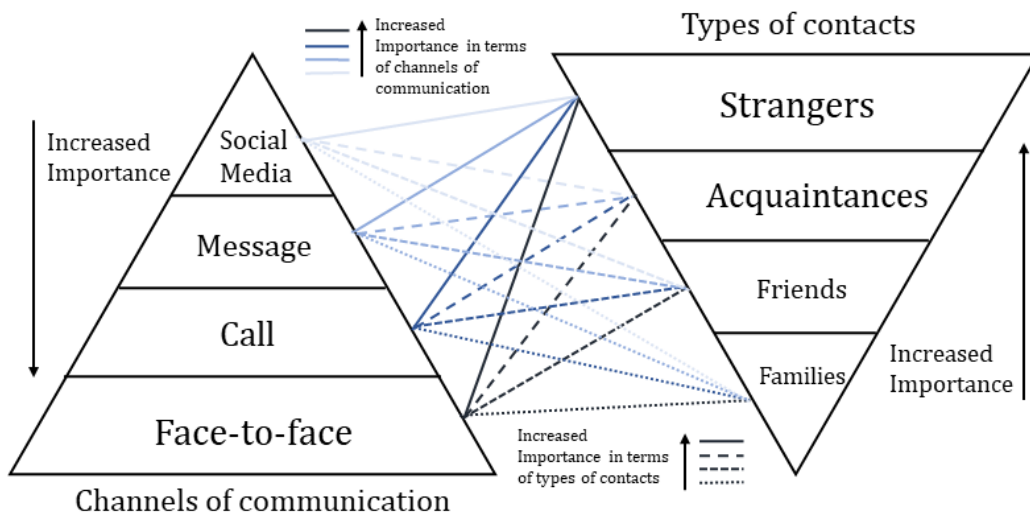 Types of contacts
Increased
Importance in terms
of channels of
communication
Increased
Importance
Social
Media
Message
Call
Face-to-face
Channels of communication
Strangers
Acquaintances
Friends
Families
Increased
Importance
Increased
Importance in terms
of types of contacts